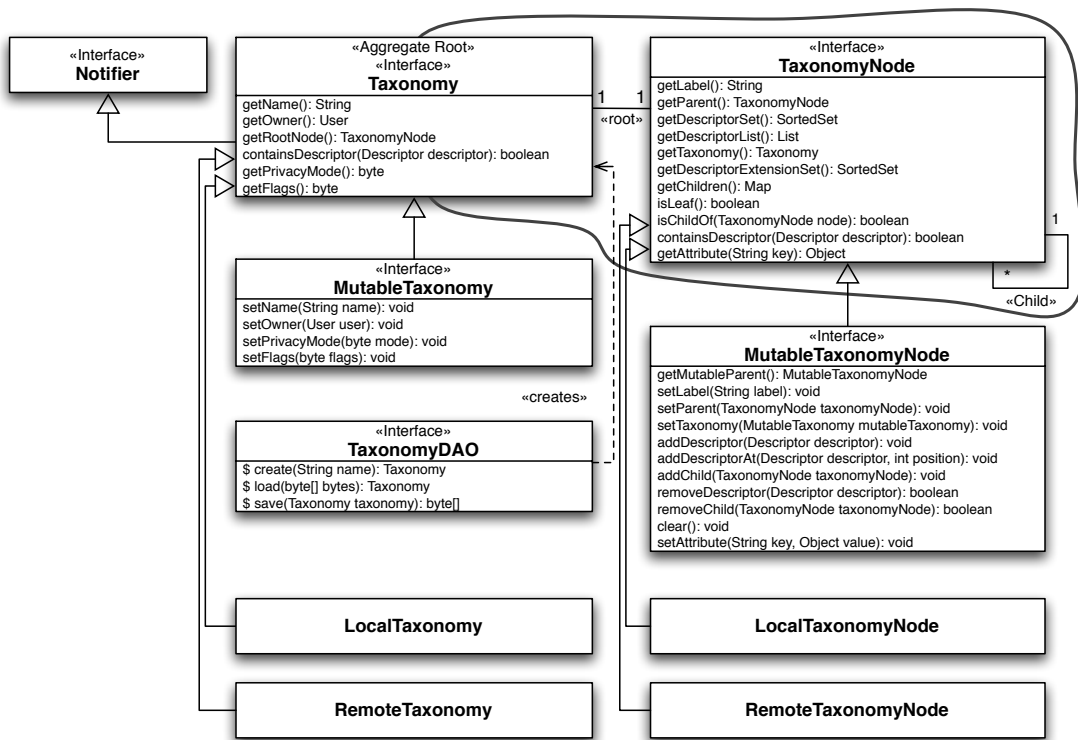 «Interface»
Notifier
«Aggregate Root»
«Interface»
Taxonomy
getName(): String
getOwner(): User
getRootNode(): TaxonomyNode
containsDescriptor(Descriptor descriptor): boolean
getPrivacyMode(): byte
getFlags(): byte
1
1
«root»
«Interface»
TaxonomyNode
getLabel(): String
getParent(): TaxonomyNode
getDescriptorSet(): SortedSet
getDescriptorList(): List
getTaxonomy(): Taxonomy
getDescriptorExtensionSet(): SortedSet
getChildren(): Map
isLeaf(): boolean
isChildOf(TaxonomyNode node): boolean
containsDescriptor(Descriptor descriptor): boolean
getAttribute(String key): Object
1
*
«Child»
«Interface»
MutableTaxonomy
setName(String name): void
setOwner(User user): void
setPrivacyMode(byte mode): void
setFlags(byte flags): void
«creates»
«Interface»
MutableTaxonomyNode
getMutableParent(): MutableTaxonomyNode
setLabel(String label): void
setParent(TaxonomyNode taxonomyNode): void
setTaxonomy(MutableTaxonomy mutableTaxonomy): void
addDescriptor(Descriptor descriptor): void
addDescriptorAt(Descriptor descriptor, int position): void
addChild(TaxonomyNode taxonomyNode): void
removeDescriptor(Descriptor descriptor): boolean
removeChild(TaxonomyNode taxonomyNode): boolean
clear(): void
setAttribute(String key, Object value): void
«Interface»
TaxonomyDAO
$ create(String name): Taxonomy
$ load(byte[] bytes): Taxonomy
$ save(Taxonomy taxonomy): byte[]
LocalTaxonomy
LocalTaxonomyNode
RemoteTaxonomy
RemoteTaxonomyNode